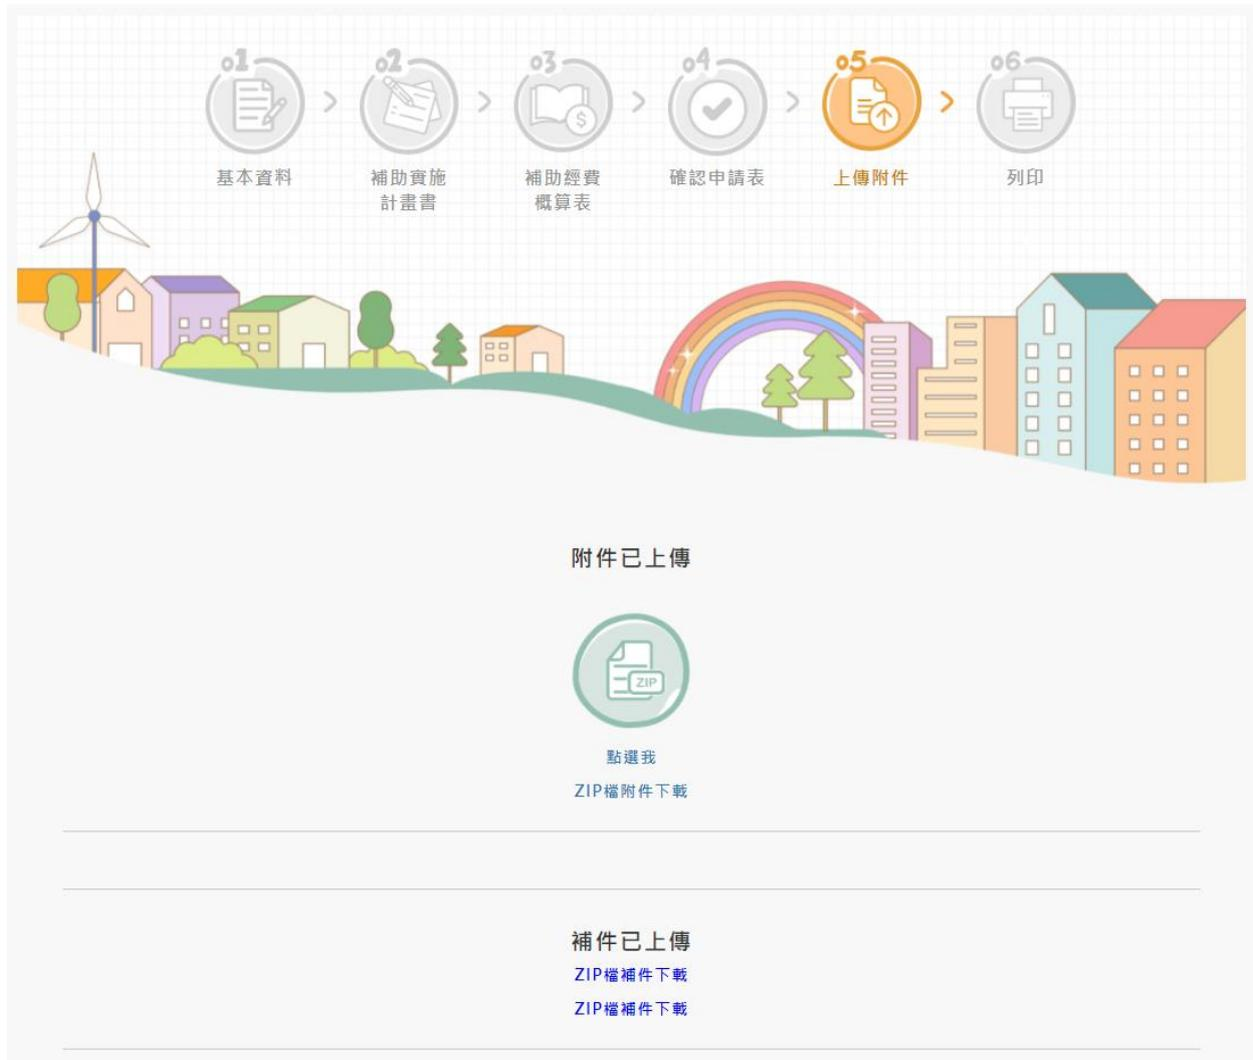 01
02
03
04
05
06
基本資料
補助實施
計畫書
補助經費
概算表
確認申請表
上傳附件
列印
附件已上傳
ZIP
點選我
ZIP檔附件下載
補件已上傳
ZIP檔補件下載
ZIP檔補件下載